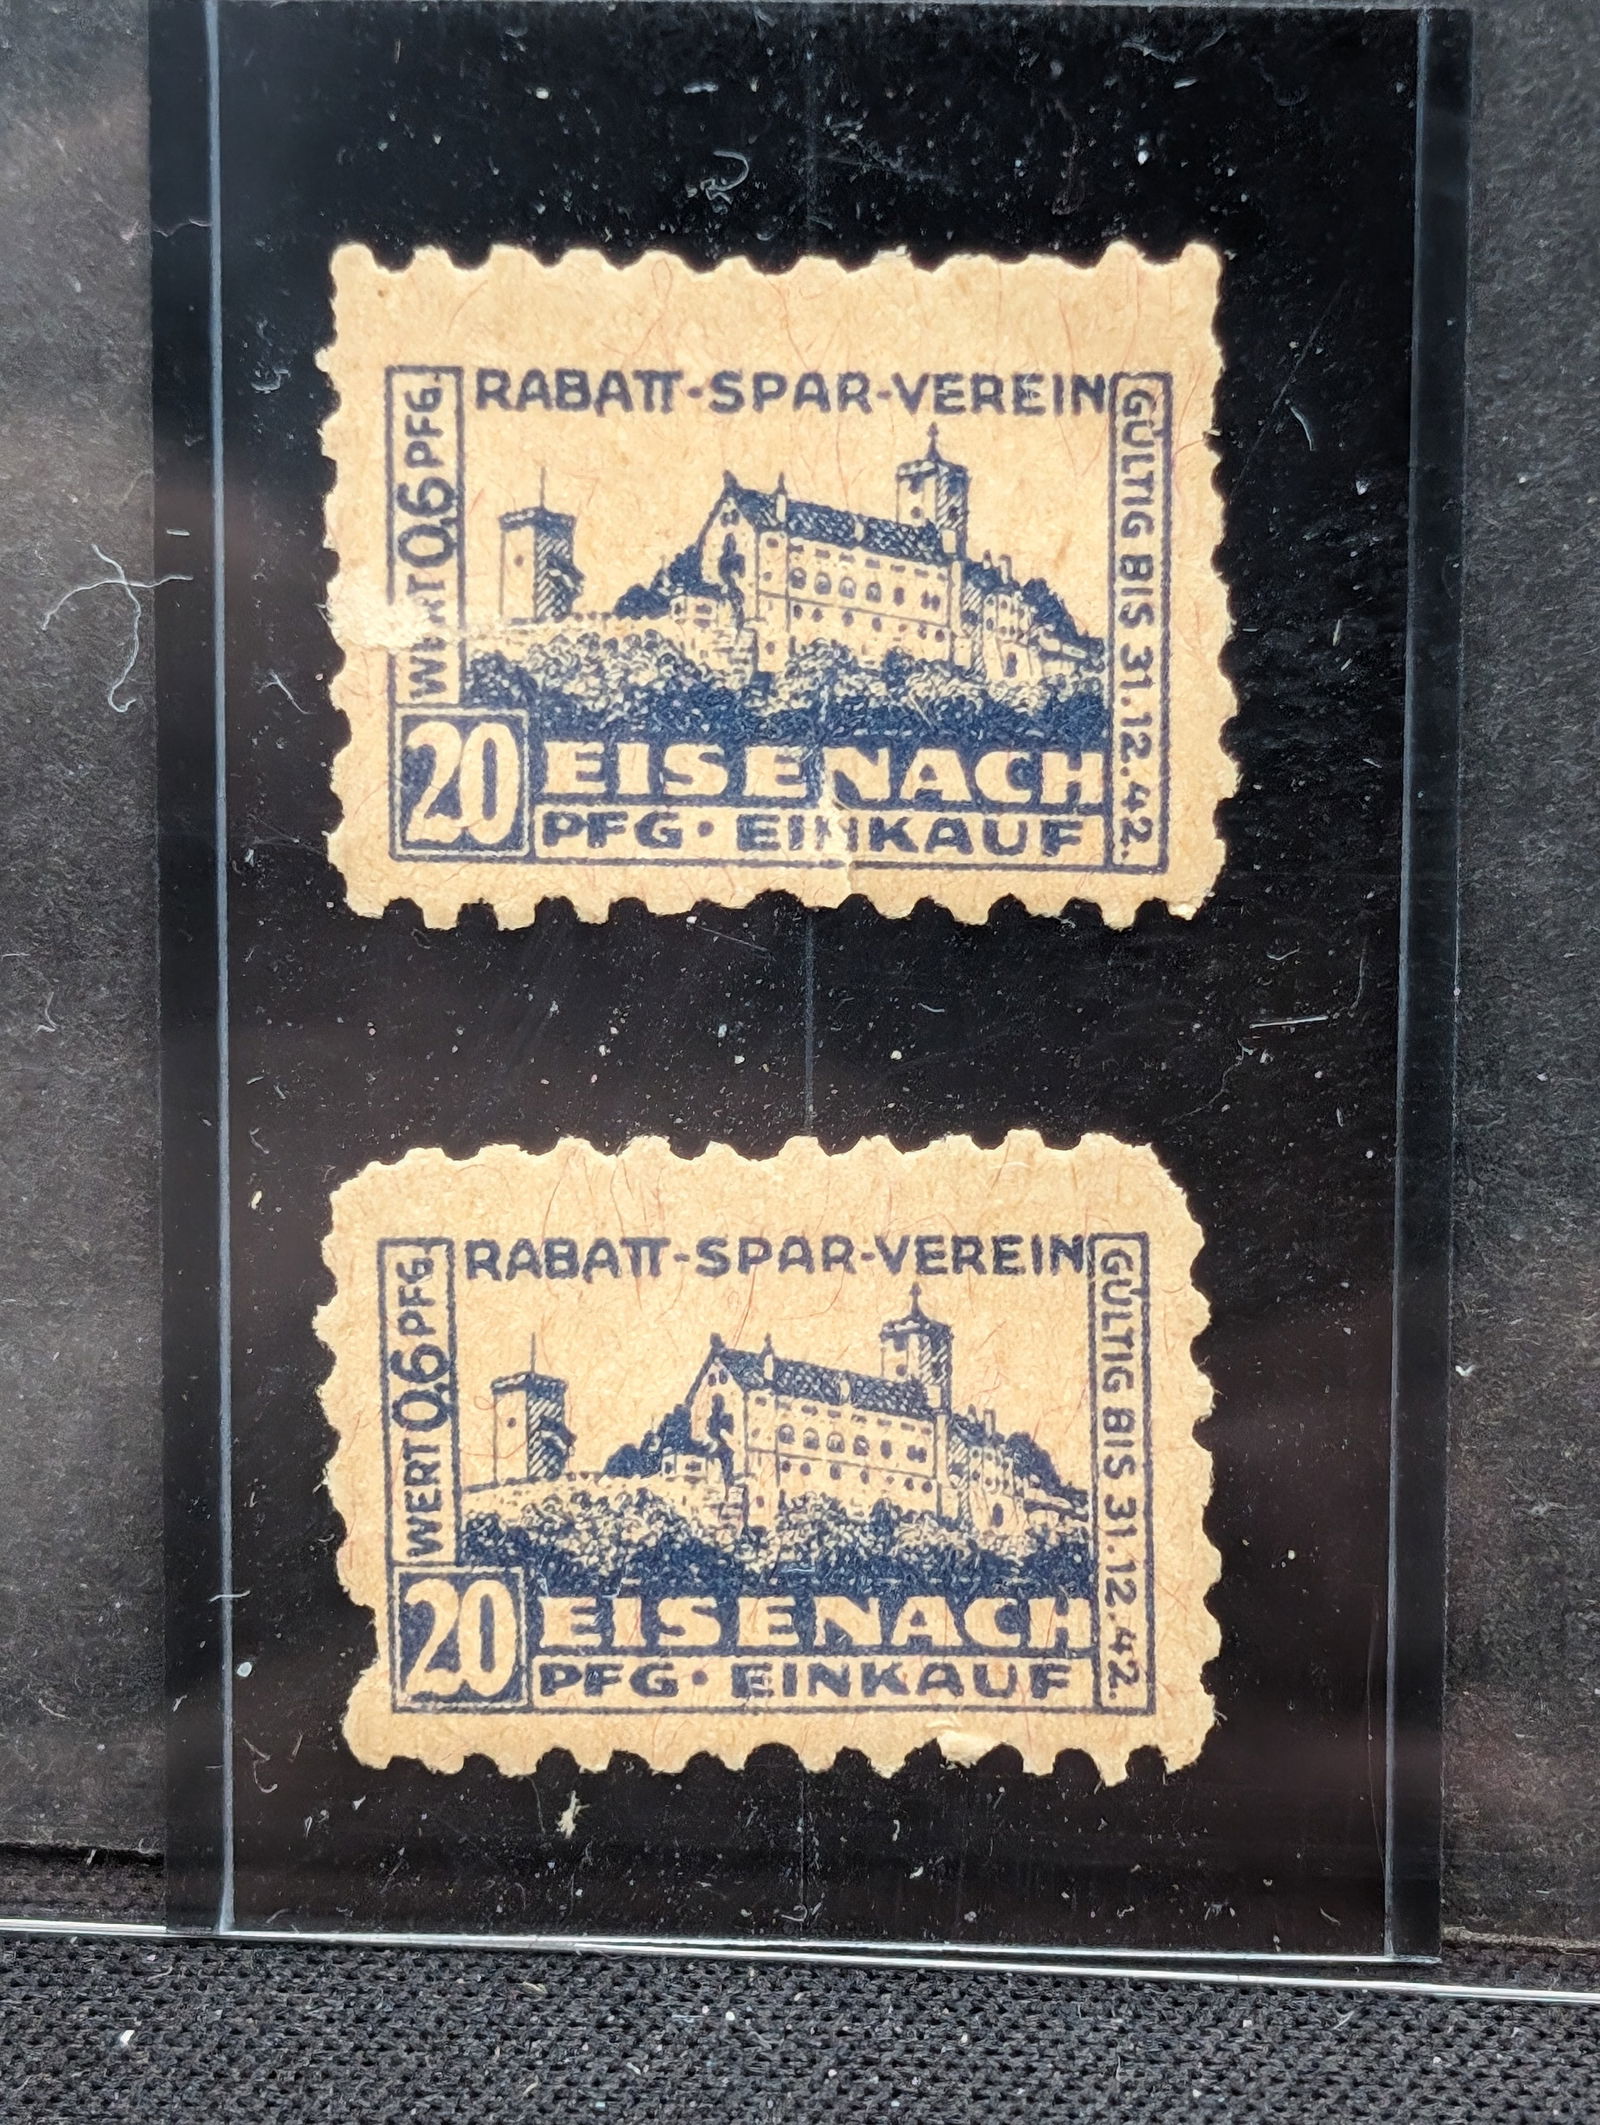 RABATT-SPAR-VEREIN
WERT 0,6 PFG.
GÜLTIG BIS 31.12.42.
20
EISENACH
PFG · EINKAUF
RABATT-SPAR-VEREIN
WERT 0,6 PFG.
GÜLTIG BIS 31.12.42.
20
EISENACH
PFG · EINKAUF